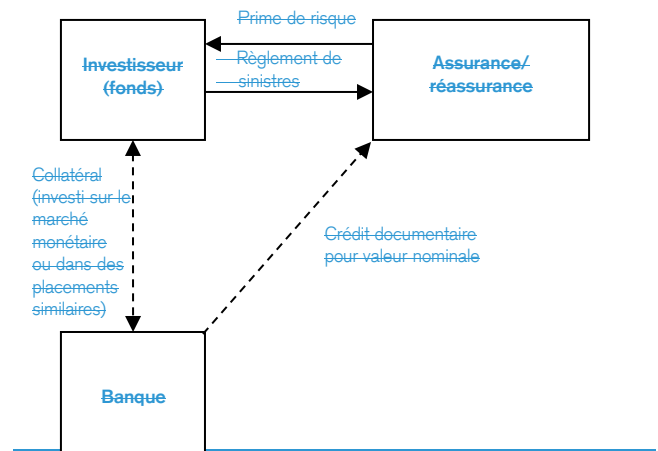 Prime de risque
Investisseur
(fonds)
Règlement de
sinistres
Assurance/
réassurance
Collatéral
(investi sur le
marché
monétaire
ou dans des
placements
similaires)
Crédit documentaire
pour valeur nominale
Banque